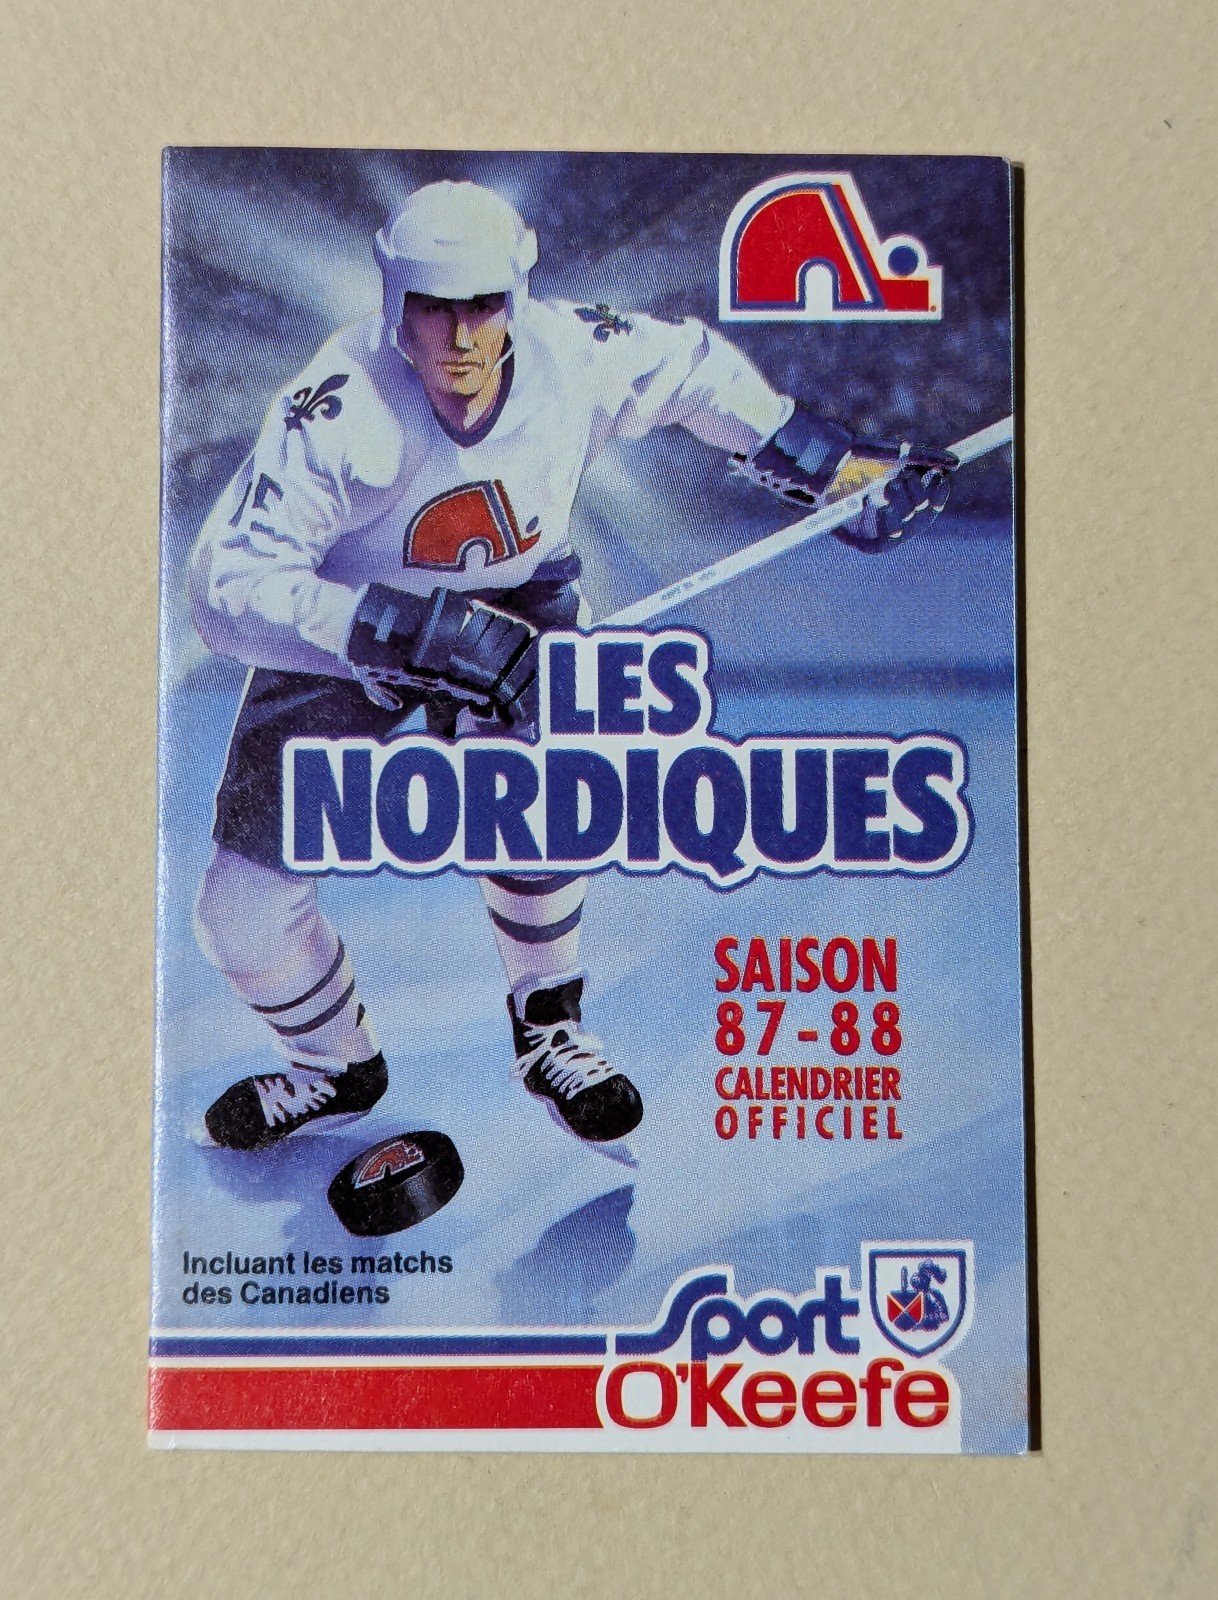 LES
NORDIQUES
SAISON
87-88
CALENDRIER
OFFICIEL
Incluant les matchs
des Canadiens
Sport
O'Keefe